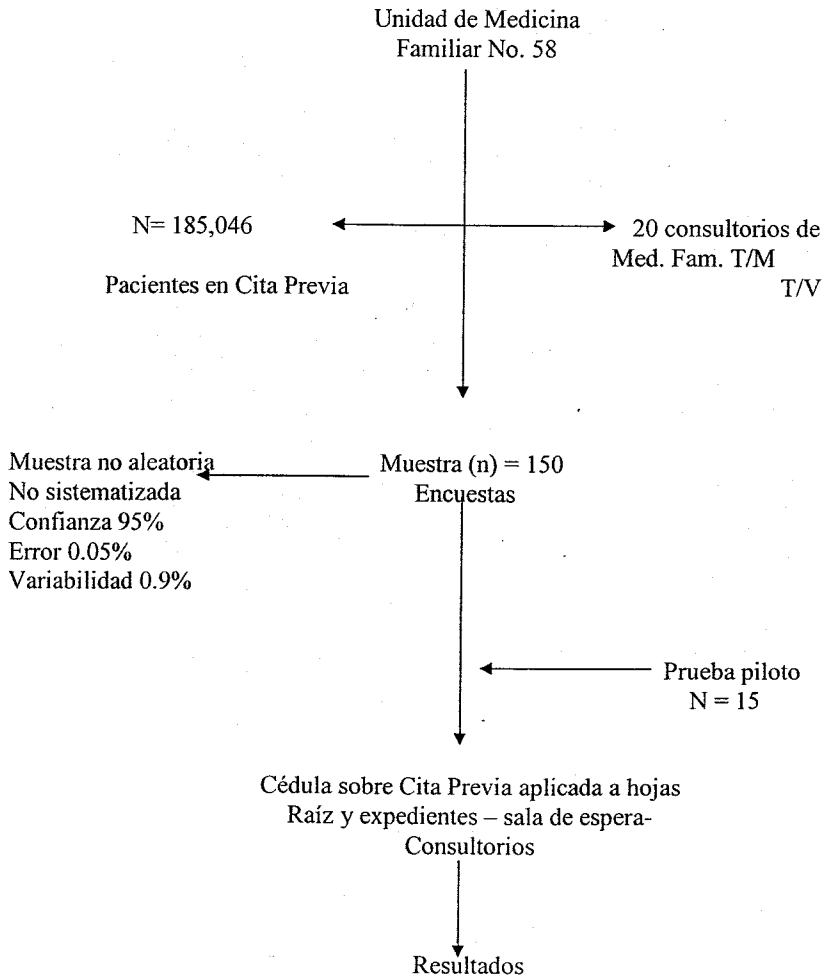 Unidad de Medicina
Familiar No. 58
N= 185,046
20 consultorios de
Med. Fam. T/M
T/V
Pacientes en Cita Previa
Muestra no aleatoria
No sistematizada
Confianza 95%
Error 0.05%
Variabilidad 0.9%
Muestra (n) = 150
Encuestas
Prueba piloto
N = 15
Cédula sobre Cita Previa aplicada a hojas
Raíz y expedientes – sala de espera-
Consultorios
Resultados